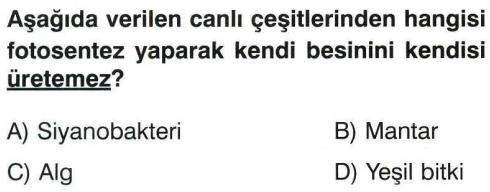 Aşağıda verilen canlı çeşitlerinden hangisi
fotosentez yaparak kendi besinini kendisi
üretemez?
A) Siyanobakteri B) Mantar
C) Alg D) Yeşil bitki